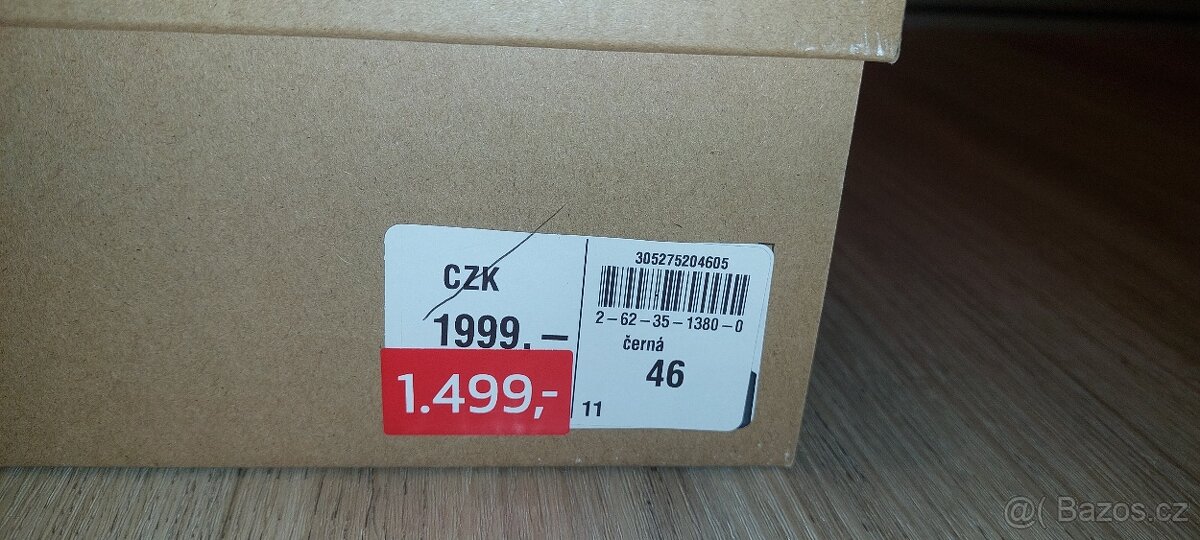 CZK
1999.–
1.499,-
305275204605
2-62-35-1380-0
černá
46
11
@( Bazos.cz